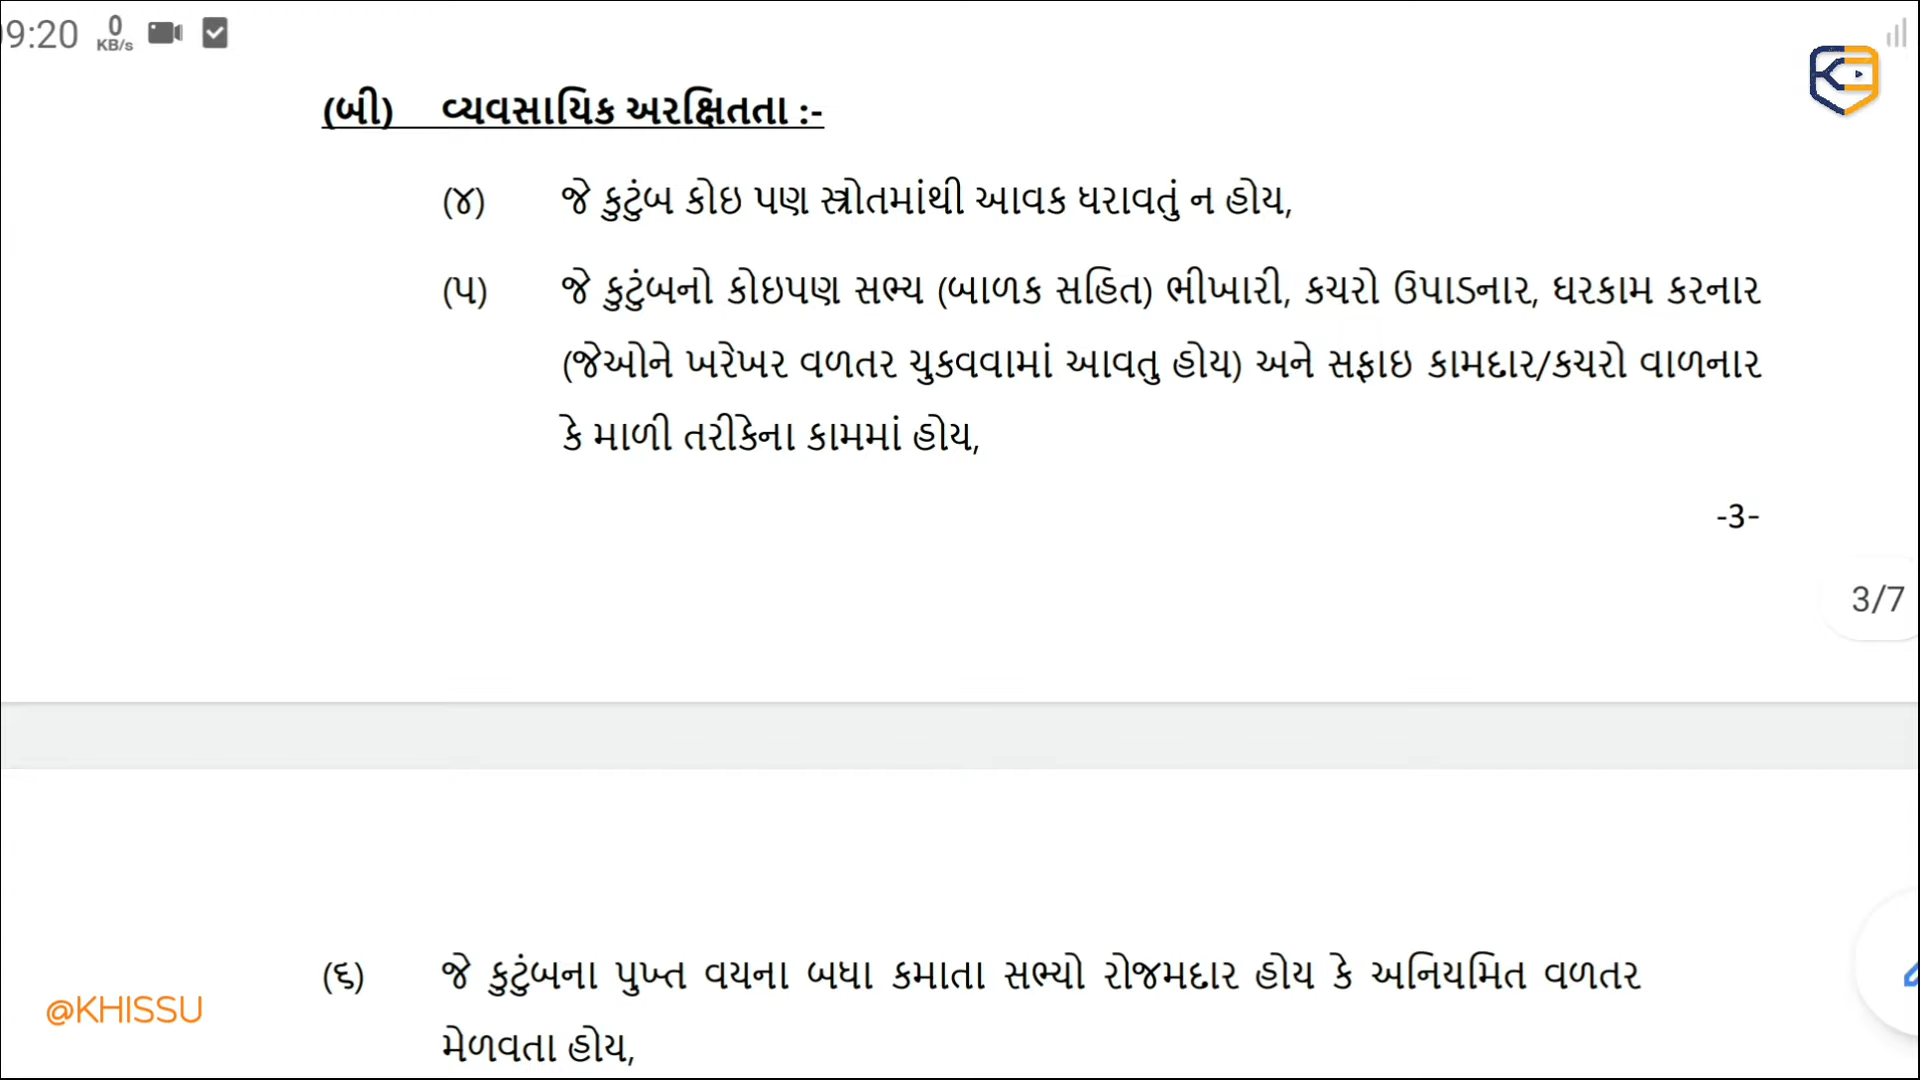 9:20 0 KB/s
(બી) વ્યવસાયિક અરક્ષિતતા :-
(૪) જે કુટુંબ કોઇ પણ સ્ત્રોતમાંથી આવક ધરાવતું ન હોય,
(૫) જે કુટુંબનો કોઇપણ સભ્ય (બાળક સહિત) ભીખારી, કચરો ઉપાડનાર, ઘરકામ કરનાર
(જેઓને ખરેખર વળતર ચુકવવામાં આવતુ હોય) અને સફાઇ કામદાર/કચરો વાળનાર
કે માળી તરીકેના કામમાં હોય,
-3-
3/7
(૬) જે કુટુંબના પુખ્ત વયના બધા કમાતા સભ્યો રોજમદાર હોય કે અનિયમિત વળતર
મેળવતા હોય,
@KHISSU